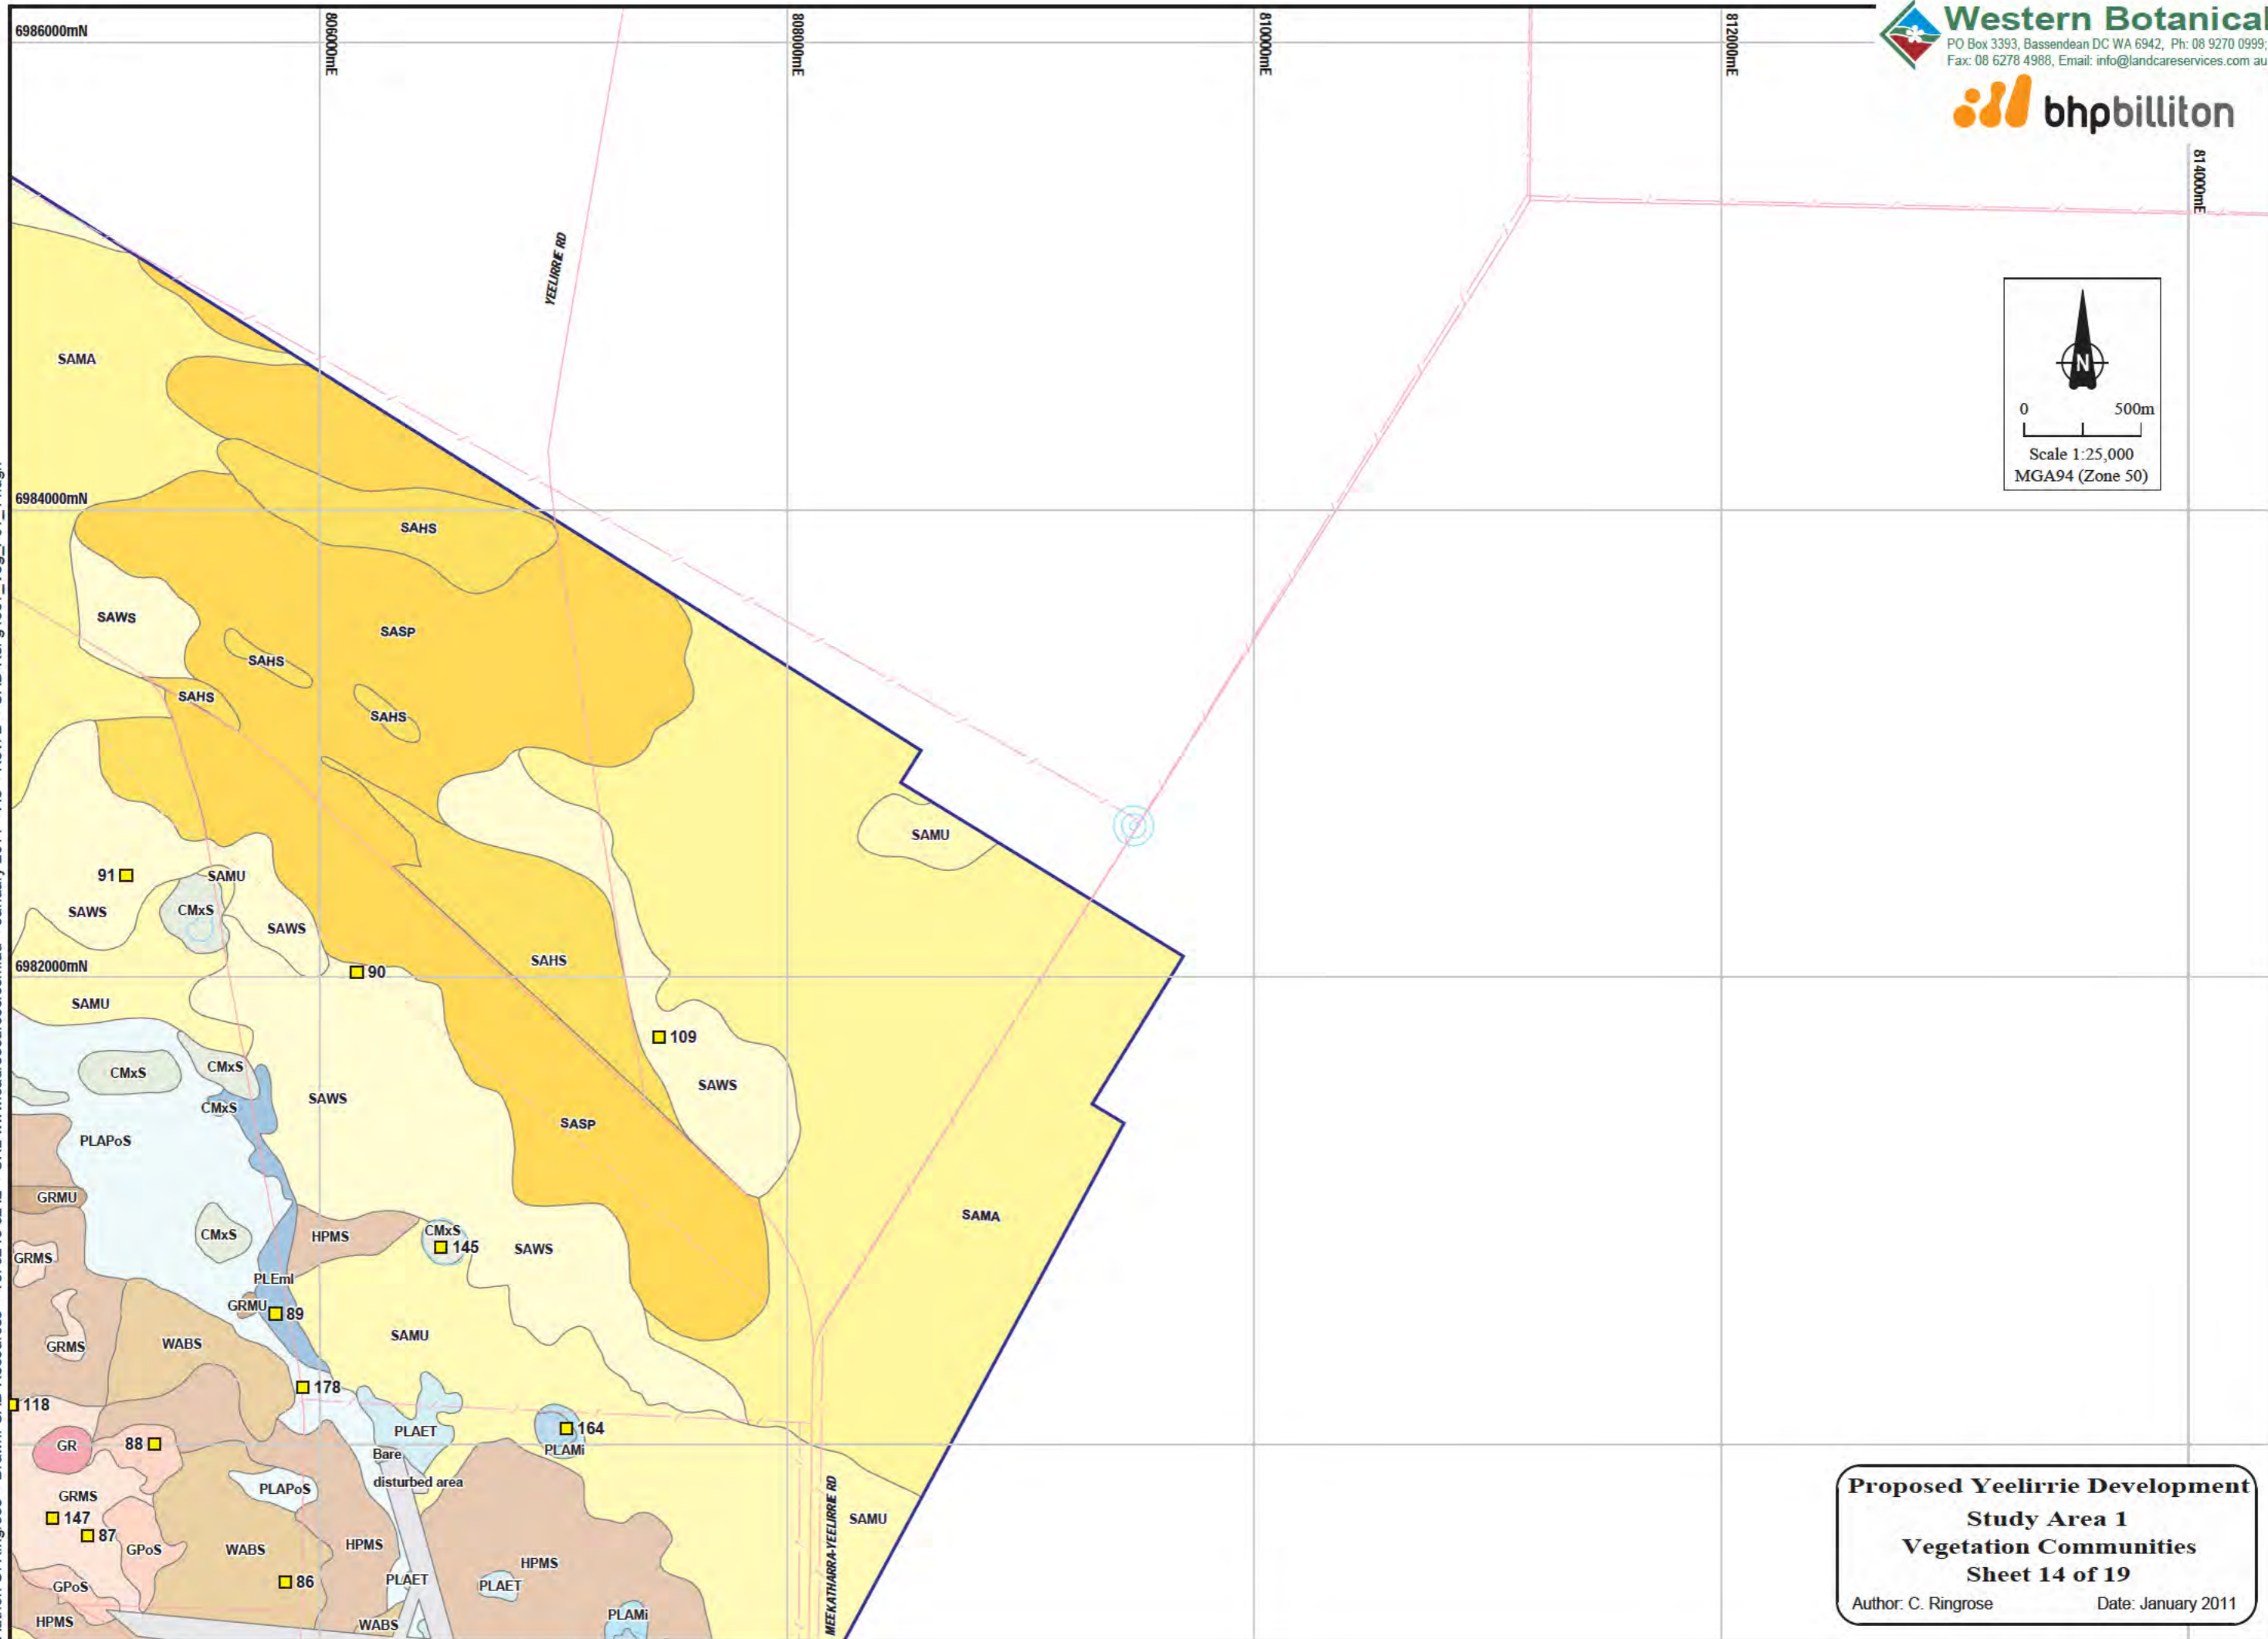 6986000mN
806000mE
808000mE
810000mE
812000mE
814000mE
Western Botanical
PO Box 3393, Bassendean DC WA 6942, Ph: 08 9270 0999;
Fax: 08 6278 4988, Email: info@landcareservices.com au
bhpbilliton
YEELIRRIE RD
N
0 500m
Scale 1:25,000
MGA94 (Zone 50)
SAMA
6984000mN
SAHS
SAWS
SASP
SAHS
SAHS
SAHS
SAMU
91
SAMU
SAWS
CMxS
SAWS
SAHS
6982000mN
90
SAMU
109
CMxS
CMxS
SAWS
CMxS
SAWS
SASP
PLAPoS
GRMU
SAMA
CMxS
HPMS
CMxS
145
SAWS
GRMS
PLEml
GRMU
89
SAMU
GRMS
WABS
178
118
PLAET
164
GR
88
Bare
disturbed area
PLAMi
PLAPoS
GRMS
147
87
GPoS
WABS
HPMS
HPMS
SAMU
MEEKATHARRA-YEELIRRIE RD
GPoS
86
PLAET
PLAET
HPMS
WABS
PLAMi
Proposed Yeelirrie Development
Study Area 1
Vegetation Communities
Sheet 14 of 19
Author: C. Ringrose Date: January 2011